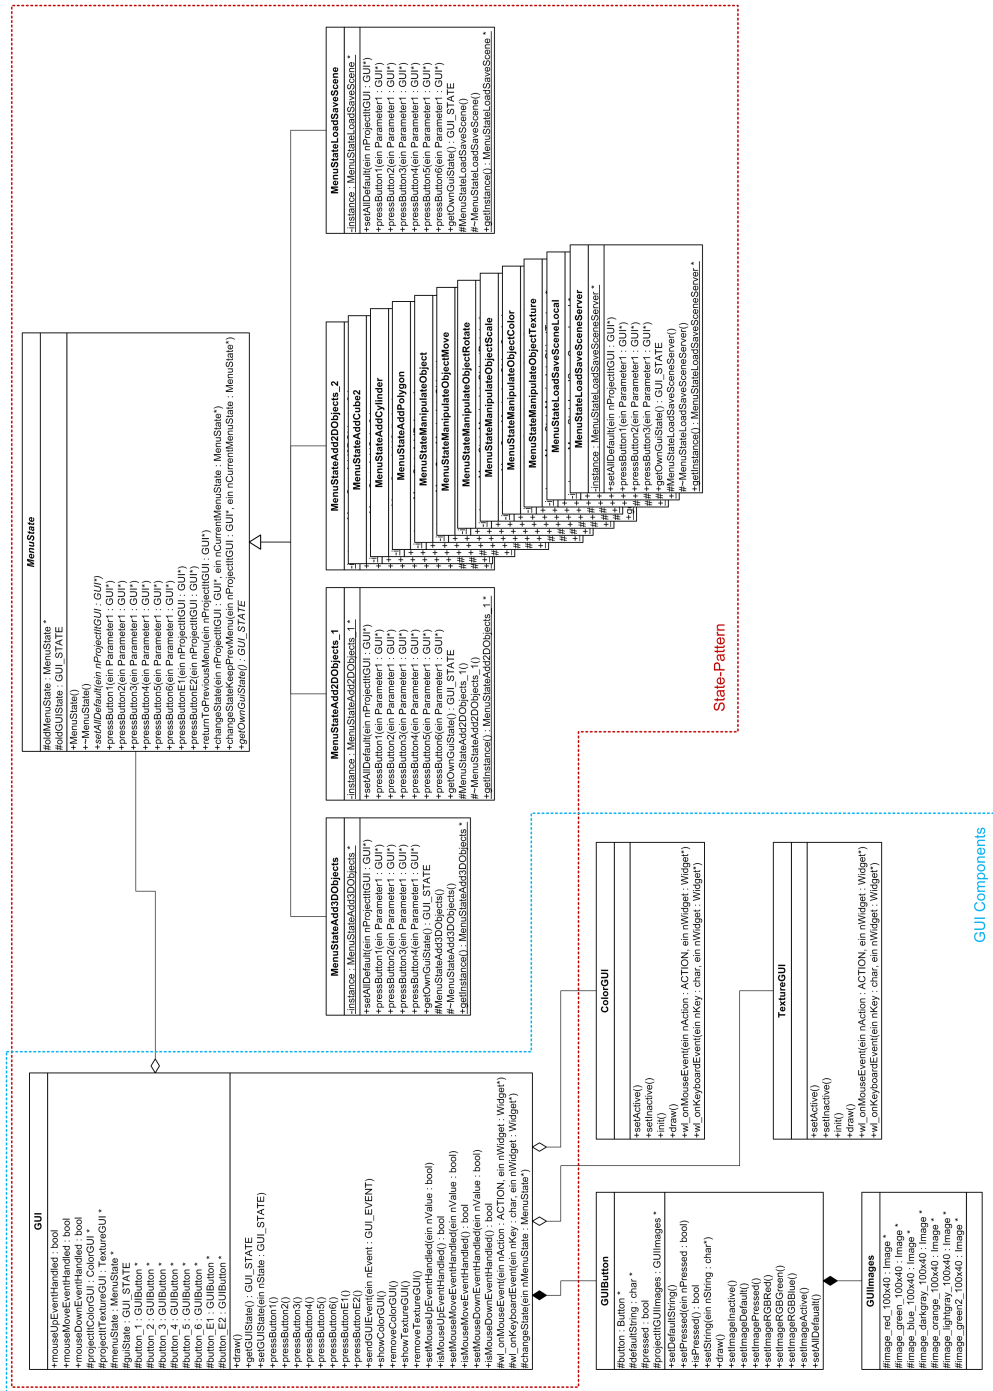 GUI
+mouseUpEventHandled : bool
+mouseMoveEventHandled : bool
+mouseDownEventHandled : bool
#projectItColorGUI : ColorGUI *
#projectItTextureGUI : TextureGUI *
#menuState : MenuState *
#guiState : GUI_STATE
#button_1 : GUIButton *
#button_2 : GUIButton *
#button_3 : GUIButton *
#button_4 : GUIButton *
#button_5 : GUIButton *
#button_6 : GUIButton *
#button_E1 : GUIButton *
#button_E2 : GUIButton *
+draw()
+getGUIState() : GUI_STATE
+setGUIState(ein nState : GUI_STATE)
+pressButton1()
+pressButton2()
+pressButton3()
+pressButton4()
+pressButton5()
+pressButton6()
+pressButtonE1()
+pressButtonE2()
+sendGUIEvent(ein nEvent : GUI_EVENT)
+showColorGUI()
+removeColorGUI()
+showTextureGUI()
+removeTextureGUI()
+setMouseUpEventHandled(ein nValue : bool)
+isMouseUpEventHandled() : bool
+setMouseMoveEventHandled(ein nValue : bool)
+isMouseMoveEventHandled() : bool
+setMouseDownEventHandled(ein nValue : bool)
+isMouseDownEventHandled() : bool
#wl_onMouseEvent(ein nAction : ACTION, ein nWidget : Widget*)
#wl_onKeyboardEvent(ein nKey : char, ein nWidget : Widget*)
#changeState(ein nMenuState : MenuState*)
MenuState
#oldMenuState : MenuState *
#oldGUIState : GUI_STATE
+MenuState()
+~MenuState()
+setAllDefault(ein nProjectItGUI : GUI*)
+pressButton1(ein Parameter1 : GUI*)
+pressButton2(ein Parameter1 : GUI*)
+pressButton3(ein Parameter1 : GUI*)
+pressButton4(ein Parameter1 : GUI*)
+pressButton5(ein Parameter1 : GUI*)
+pressButton6(ein Parameter1 : GUI*)
+pressButtonE1(ein nProjectItGUI : GUI*)
+pressButtonE2(ein nProjectItGUI : GUI*)
+returnToPreviousMenu(ein nProjectItGUI : GUI*)
+changeState(ein nProjectItGUI : GUI*, ein nCurrentMenuState : MenuState*)
+changeStateKeepPrevMenu(ein nProjectItGUI : GUI*, ein nCurrentMenuState : MenuState*)
+getOwnGuiState() : GUI_STATE
MenuStateAdd3DObjects
-instance : MenuStateAdd3DObjects *
+setAllDefault(ein nProjectItGUI : GUI*)
+pressButton1(ein Parameter1 : GUI*)
+pressButton2(ein Parameter1 : GUI*)
+pressButton3(ein Parameter1 : GUI*)
+pressButton4(ein Parameter1 : GUI*)
+getOwnGuiState() : GUI_STATE
#MenuStateAdd3DObjects()
#~MenuStateAdd3DObjects()
+getInstance() : MenuStateAdd3DObjects *
MenuStateAdd2DObjects_1
-instance : MenuStateAdd2DObjects_1 *
+setAllDefault(ein nProjectItGUI : GUI*)
+pressButton1(ein Parameter1 : GUI*)
+pressButton2(ein Parameter1 : GUI*)
+pressButton3(ein Parameter1 : GUI*)
+pressButton4(ein Parameter1 : GUI*)
+pressButton5(ein Parameter1 : GUI*)
+pressButton6(ein Parameter1 : GUI*)
+getOwnGuiState() : GUI_STATE
#MenuStateAdd2DObjects_1()
#~MenuStateAdd2DObjects_1()
+getInstance() : MenuStateAdd2DObjects_1 *
MenuStateAdd2DObjects_2
MenuStateAddCube2
MenuStateAddCylinder
MenuStateAddPolygon
MenuStateManipulateObject
MenuStateManipulateObjectMove
MenuStateManipulateObjectRotate
MenuStateManipulateObjectScale
MenuStateManipulateObjectColor
MenuStateManipulateObjectTexture
MenuStateLoadSaveSceneLocal
MenuStateLoadSaveSceneServer
-instance : MenuStateLoadSaveSceneServer *
+setAllDefault(ein nProjectItGUI : GUI*)
+pressButton1(ein Parameter1 : GUI*)
+pressButton2(ein Parameter1 : GUI*)
+pressButton3(ein Parameter1 : GUI*)
+getOwnGuiState() : GUI_STATE
#MenuStateLoadSaveSceneServer()
#~MenuStateLoadSaveSceneServer()
+getInstance() : MenuStateLoadSaveSceneServer *
MenuStateLoadSaveScene
-instance : MenuStateLoadSaveScene *
+setAllDefault(ein nProjectItGUI : GUI*)
+pressButton1(ein Parameter1 : GUI*)
+pressButton2(ein Parameter1 : GUI*)
+pressButton3(ein Parameter1 : GUI*)
+pressButton4(ein Parameter1 : GUI*)
+pressButton5(ein Parameter1 : GUI*)
+pressButton6(ein Parameter1 : GUI*)
+getOwnGuiState() : GUI_STATE
#MenuStateLoadSaveScene()
#~MenuStateLoadSaveScene()
+getInstance() : MenuStateLoadSaveScene *
State-Pattern
GUIButton
#button : Button *
#defaultString : char *
#pressed : bool
#projectItGUIImages : GUIImages *
+setDefaultString()
+setPressed(ein nPressed : bool)
+isPressed() : bool
+setString(ein nString : char*)
+draw()
+setImageInactive()
+setImageDefault()
+setImagePressed()
+setImageRGBRed()
+setImageRGBGreen()
+setImageRGBBlue()
+setImageActive()
+setAllDefault()
ColorGUI
+setActive()
+setInactive()
+init()
+draw()
+wl_onMouseEvent(ein nAction : ACTION, ein nWidget : Widget*)
+wl_onKeyboardEvent(ein nKey : char, ein nWidget : Widget*)
TextureGUI
+setActive()
+setInactive()
+init()
+draw()
+wl_onMouseEvent(ein nAction : ACTION, ein nWidget : Widget*)
+wl_onKeyboardEvent(ein nKey : char, ein nWidget : Widget*)
GUIImages
#image_red_100x40 : Image *
#image_green_100x40 : Image *
#image_blue_100x40 : Image *
#image_darkgray_100x40 : Image *
#image_orange_100x40 : Image *
#image_lightgray_100x40 : Image *
#image_green2_100x40 : Image *
GUI Components